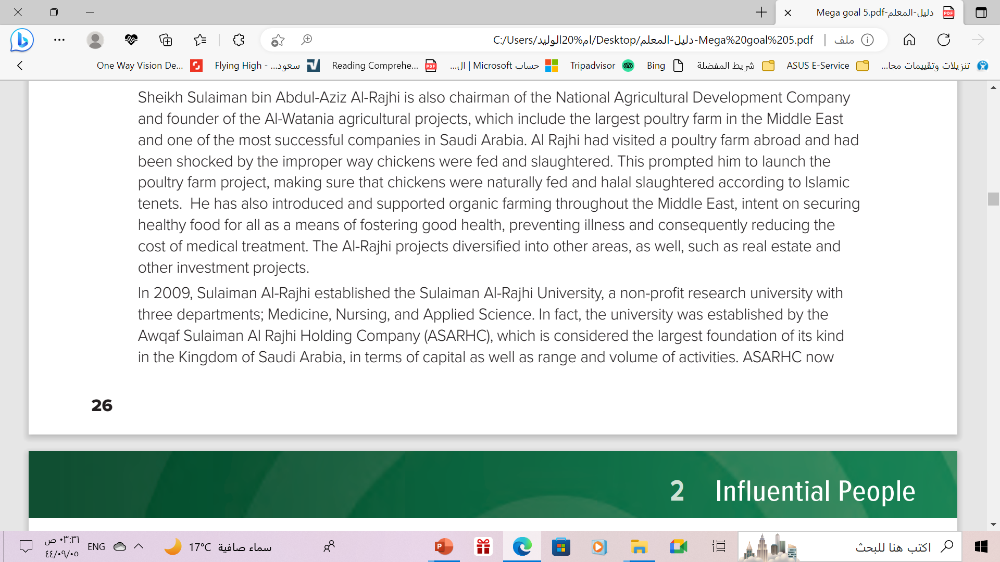 دليل-المعلم-Mega goal 5.pdf
C:/Users/ام%20الوليد/Desktop/دليل-المعلم-Mega%20goal%205.pdf
ملف
One Way Vision De...
Flying High - سعود...
Reading Comprehe...
حساب Microsoft | ال...
Tripadvisor
Bing
شريط المفضلة
ASUS E-Service
تنزيلات وتقييمات مجا...
Sheikh Sulaiman bin Abdul-Aziz Al-Rajhi is also chairman of the National Agricultural Development Company
and founder of the Al-Watania agricultural projects, which include the largest poultry farm in the Middle East
and one of the most successful companies in Saudi Arabia. Al Rajhi had visited a poultry farm abroad and had
been shocked by the improper way chickens were fed and slaughtered. This prompted him to launch the
poultry farm project, making sure that chickens were naturally fed and halal slaughtered according to Islamic
tenets. He has also introduced and supported organic farming throughout the Middle East, intent on securing
healthy food for all as a means of fostering good health, preventing illness and consequently reducing the
cost of medical treatment. The Al-Rajhi projects diversified into other areas, as well, such as real estate and
other investment projects.
In 2009, Sulaiman Al-Rajhi established the Sulaiman Al-Rajhi University, a non-profit research university with
three departments; Medicine, Nursing, and Applied Science. In fact, the university was established by the
Awqaf Sulaiman Al Rajhi Holding Company (ASARHC), which is considered the largest foundation of its kind
in the Kingdom of Saudi Arabia, in terms of capital as well as range and volume of activities. ASARHC now
26
2 Influential People
٠٣:٣١ ص
٤٤/٠٩/٠٥
ENG
17°C سماء صافية
اكتب هنا للبحث